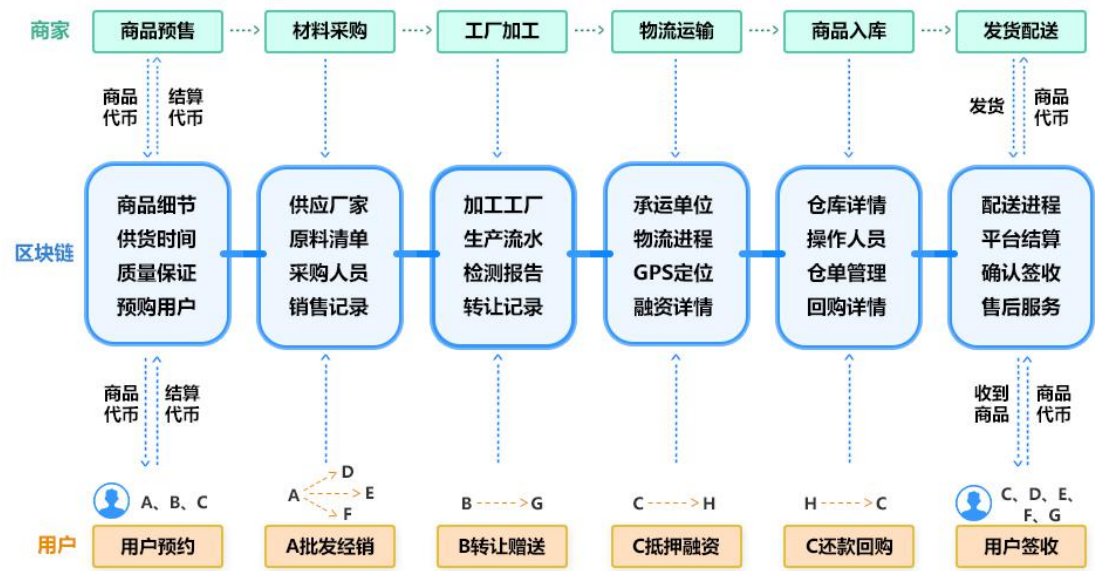 商家
商品预售
材料采购
工厂加工
物流运输
商品入库
发货配送
商品
代币
结算
代币
发货
商品
代币
区块链
商品细节
供货时间
质量保证
预购用户
供应厂家
原料清单
采购人员
销售记录
加工工厂
生产流水
检测报告
转让记录
承运单位
物流进程
GPS定位
融资详情
仓库详情
操作人员
仓单管理
回购详情
配送进程
平台结算
确认签收
售后服务
商品
代币
结算
代币
收到
商品
商品
代币
A、B、C
A
D
E
F
B
G
C
H
H
C
C、D、E、
F、G
用户
用户预约
A批发经销
B转让赠送
C抵押融资
C还款回购
用户签收